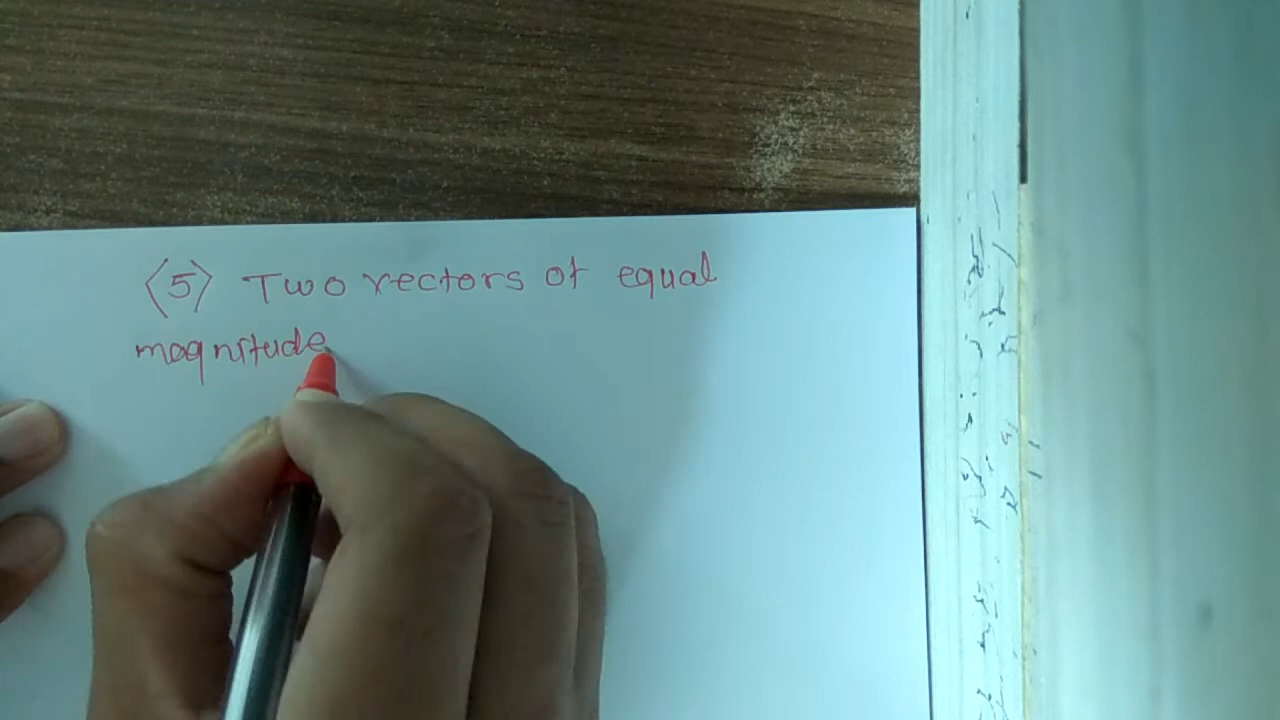 ⟨5⟩ Two vectors of equal
magnitude